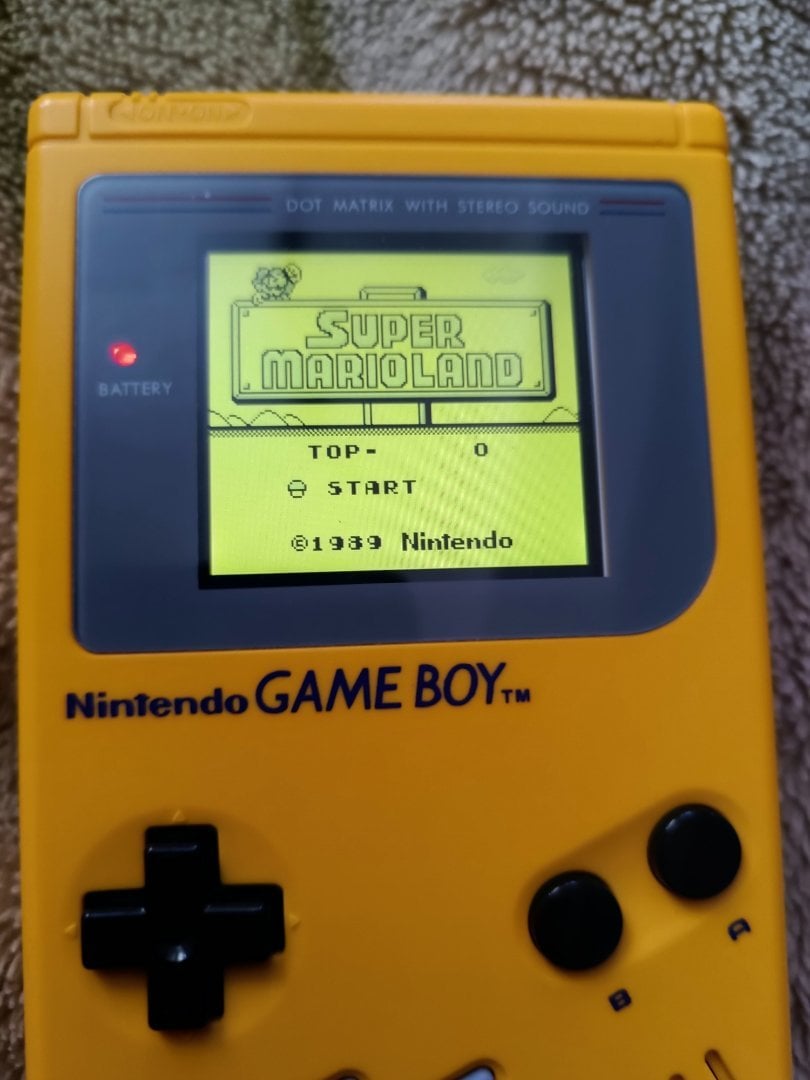 ◁OFF•ON▷
DOT MATRIX WITH STEREO SOUND
BATTERY
SUPER
MARIOLAND
TOP- 0
START
©1989 Nintendo
Nintendo GAME BOY™
A
B